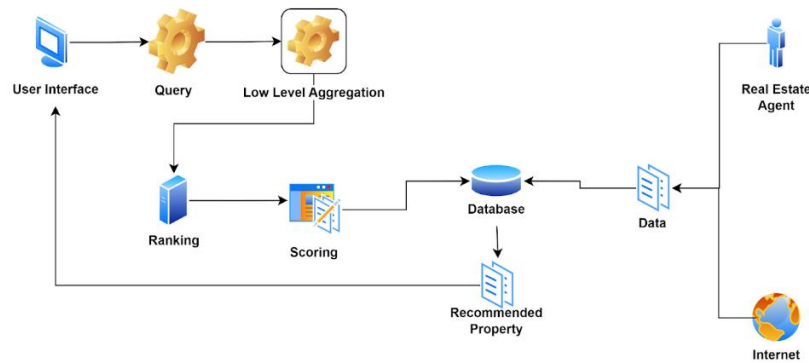 User Interface
Query
Low Level Aggregation
Real Estate
Agent
Ranking
Scoring
Database
Data
Recommended
Property
Internet